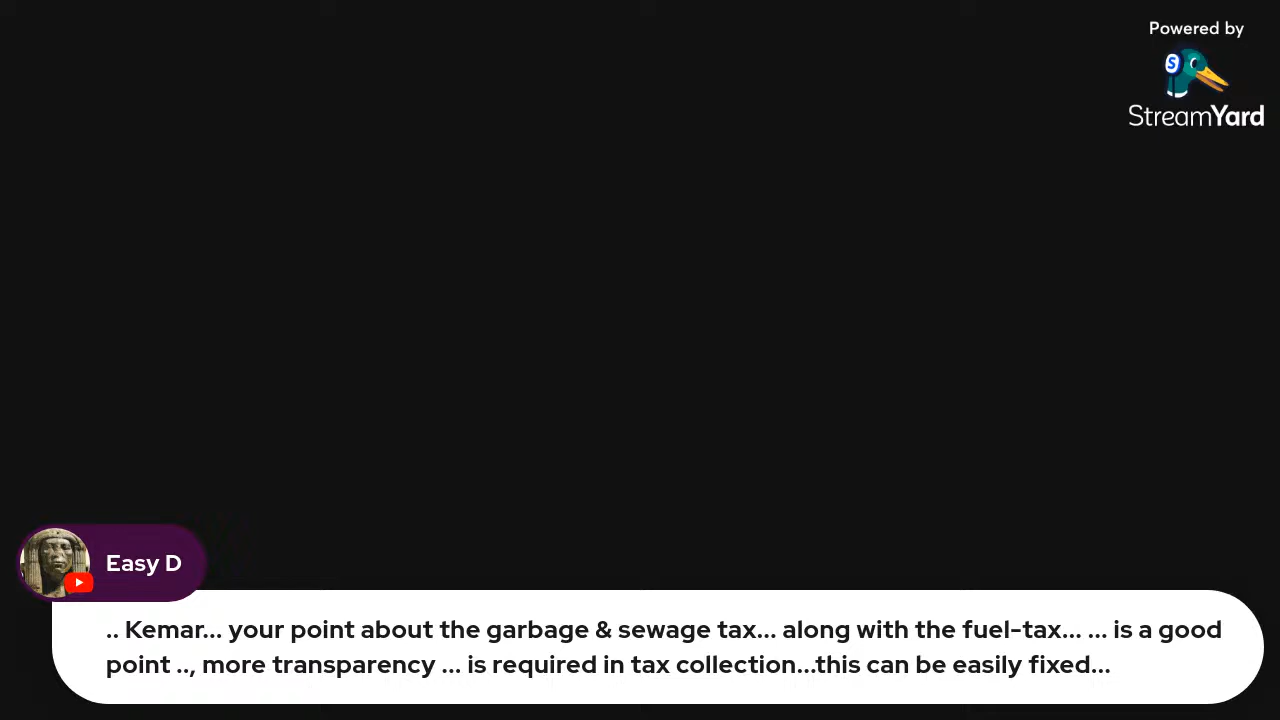 Powered by
S
StreamYard
Easy D
.. Kemar... your point about the garbage & sewage tax... along with the fuel-tax... ... is a good
point .., more transparency ... is required in tax collection...this can be easily fixed...